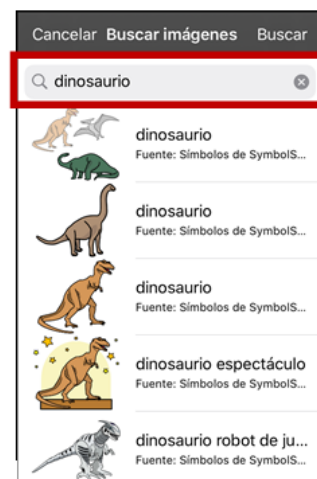 Cancelar Buscar imágenes Buscar
dinosaurio
dinosaurio
Fuente: Símbolos de SymbolS...
dinosaurio
Fuente: Símbolos de SymbolS...
dinosaurio
Fuente: Símbolos de SymbolS...
dinosaurio espectáculo
Fuente: Símbolos de SymbolS...
dinosaurio robot de ju...
Fuente: Símbolos de SymbolS...